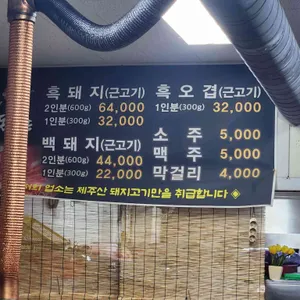 흑돼지(근고기)
2인분(600g) 64,000
1인분(300g) 32,000
백돼지(근고기)
2인분(600g) 44,000
1인분(300g) 22,000
흑오겹(근고기)
1인분(300g) 32,000
소주 5,000
맥주 5,000
막걸리 4,000
업소는 제주산 돼지고기만을 취급합니다